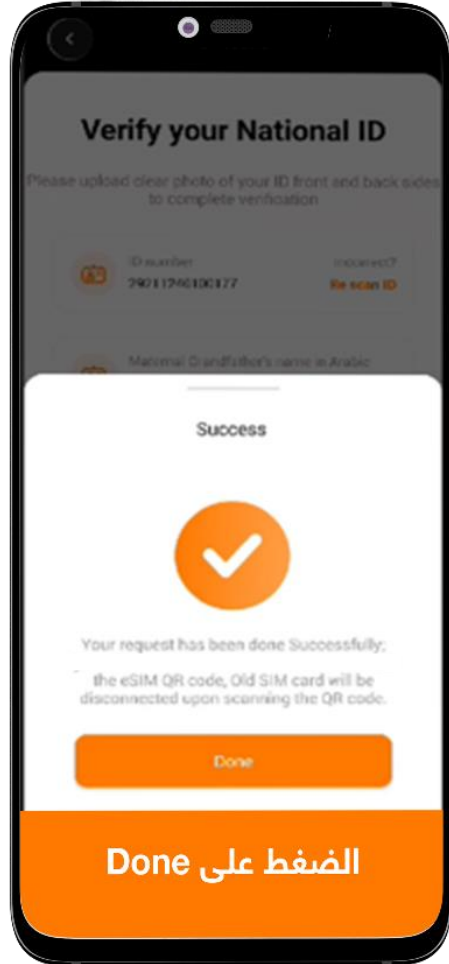 Verify your National ID
Please upload clear photo of your ID front and back sides
to complete verification
ID number
incorrect?
29211246100177
Re scan ID
Maternal Grandfather's name in Arabic
Success
Your request has been done Successfully;
the eSIM QR code, Old SIM card will be
disconnected upon scanning the QR code.
Done
الضغط على Done